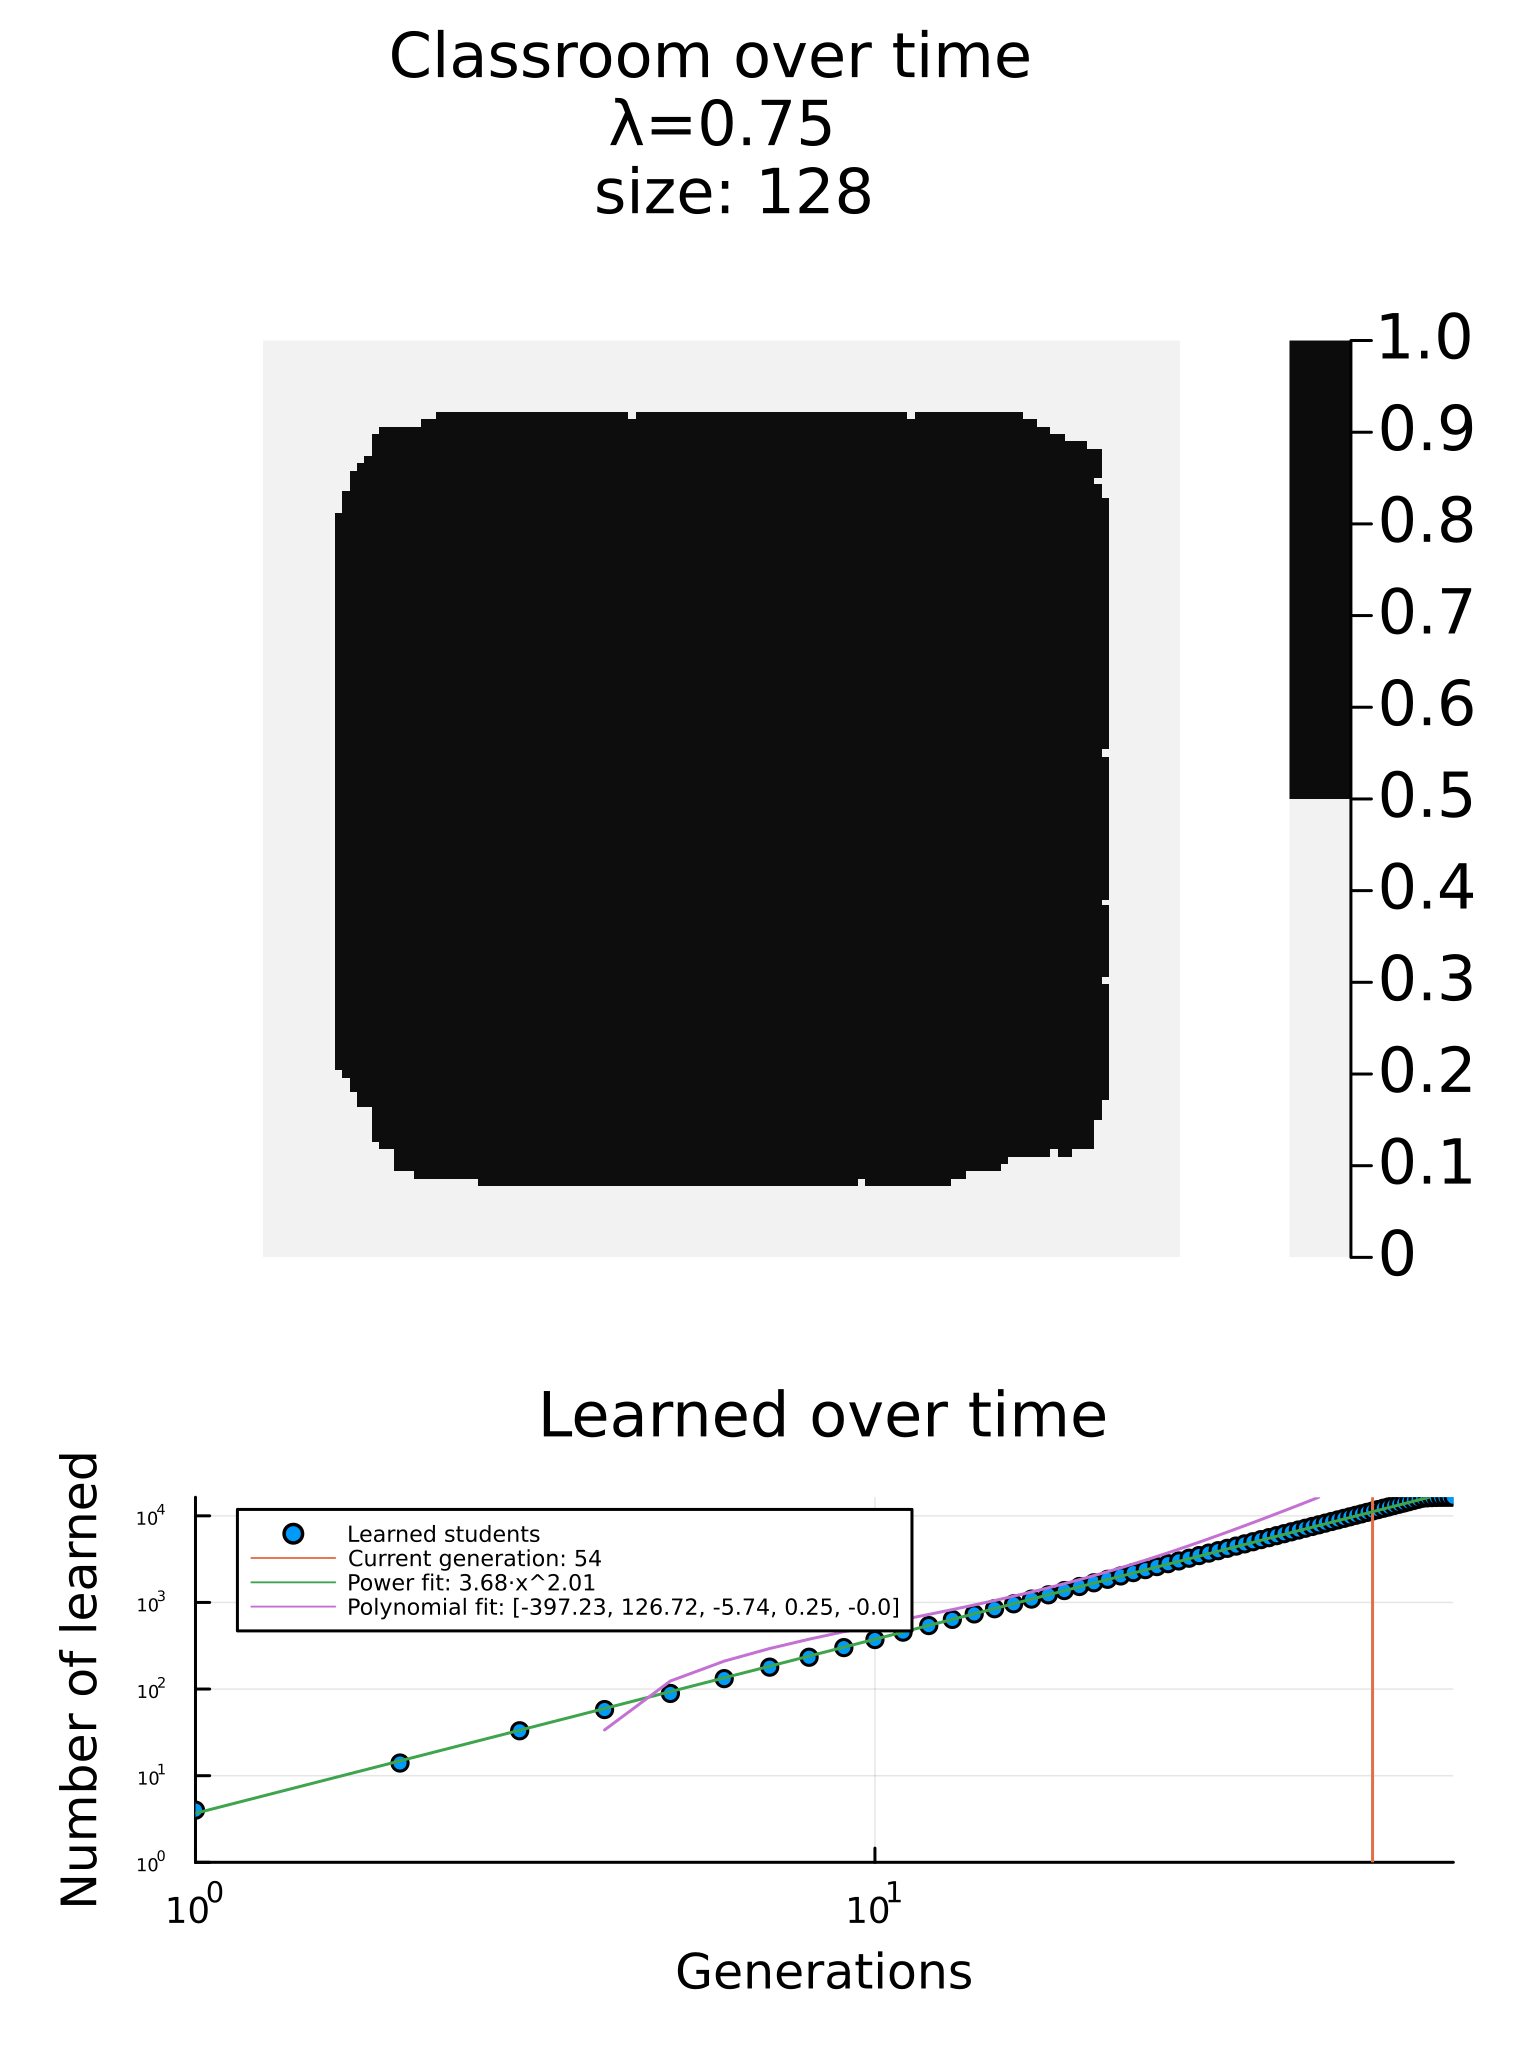 Classroom over time
λ=0.75
size: 128
1.0
0.9
0.8
0.7
0.6
0.5
0.4
0.3
0.2
0.1
0
Learned over time
Number of learned
10^4
10^3
10^2
10^1
10^0
Learned students
Current generation: 54
Power fit: 3.68·x^2.01
Polynomial fit: [-397.23, 126.72, -5.74, 0.25, -0.0]
10^0
10^1
Generations